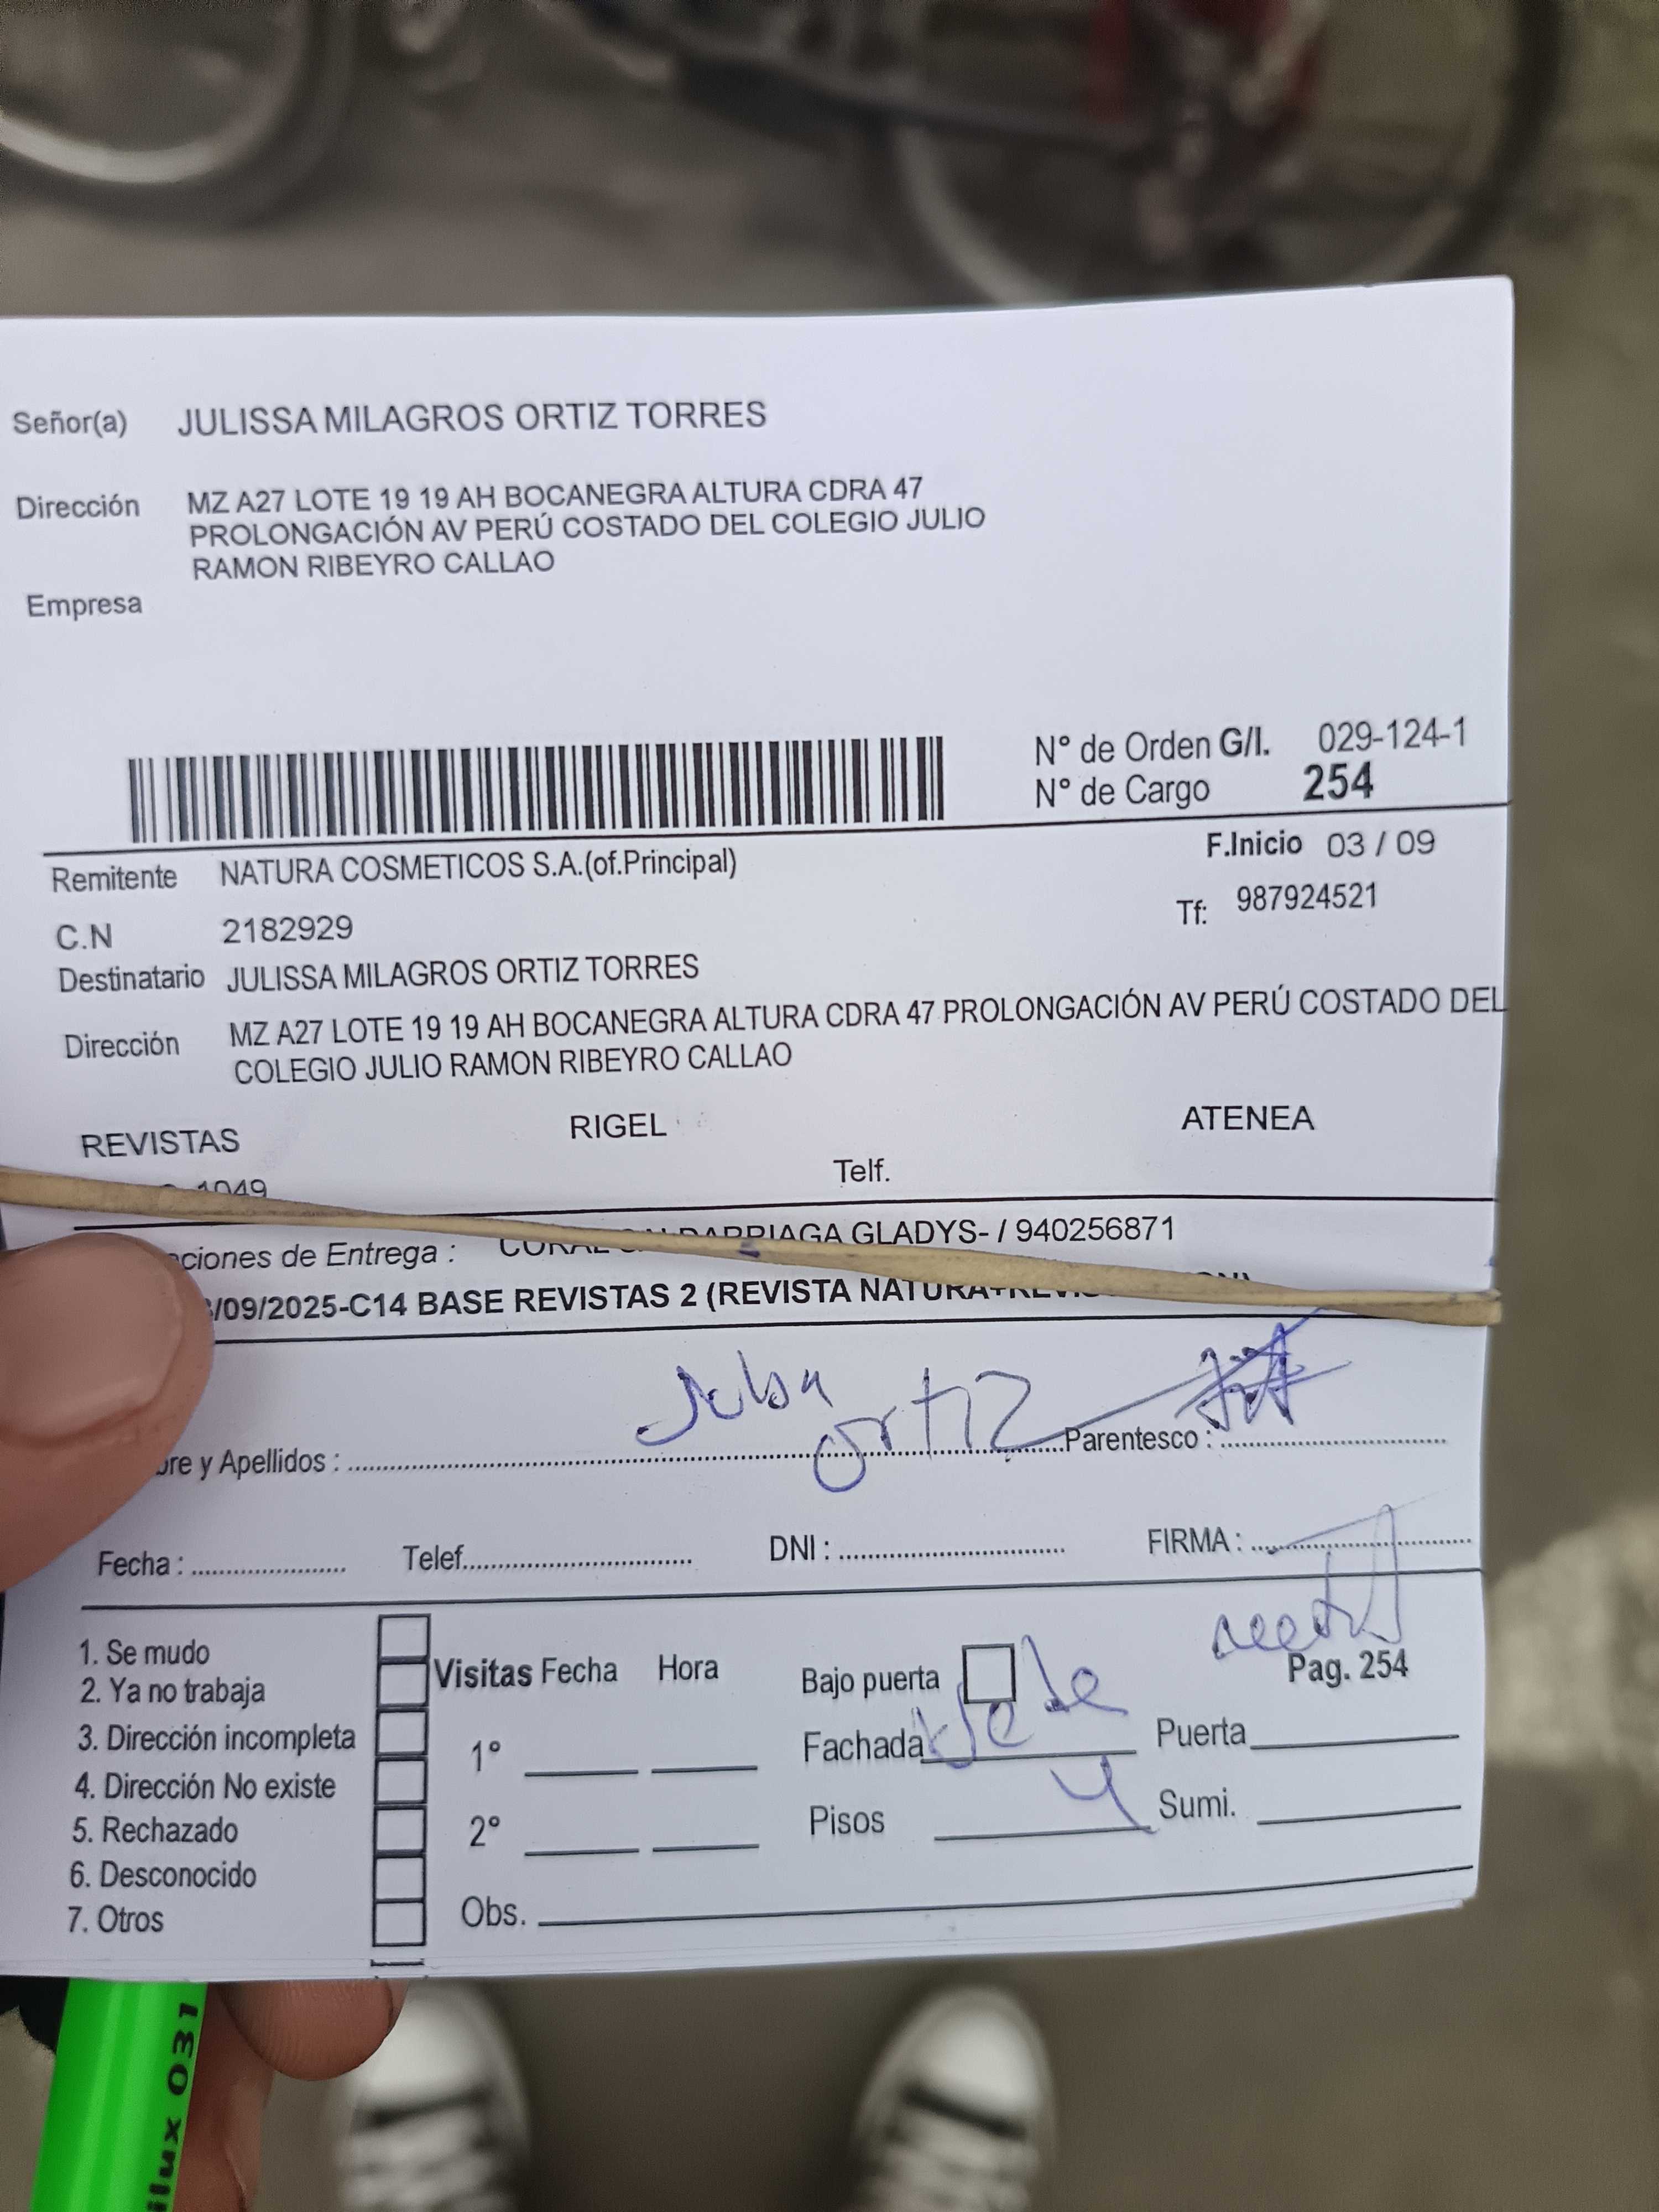 Señor(a) JULISSA MILAGROS ORTIZ TORRES
Dirección MZ A27 LOTE 19 19 AH BOCANEGRA ALTURA CDRA 47
PROLONGACIÓN AV PERÚ COSTADO DEL COLEGIO JULIO
RAMON RIBEYRO CALLAO
Empresa
N° de Orden G/I. 029-124-1
N° de Cargo 254
F.Inicio 03 / 09
Remitente NATURA COSMETICOS S.A.(of.Principal)
Tf: 987924521
C.N 2182929
Destinatario JULISSA MILAGROS ORTIZ TORRES
Dirección MZ A27 LOTE 19 19 AH BOCANEGRA ALTURA CDRA 47 PROLONGACIÓN AV PERÚ COSTADO DEL
COLEGIO JULIO RAMON RIBEYRO CALLAO
REVISTAS RIGEL ATENEA
1049 Telf.
ciones de Entrega : GLADYS- / 940256871
/09/2025-C14 BASE REVISTAS 2 (REVISTA NATURA+
ortiz
re y Apellidos : Parentesco :
Fecha : Telef. DNI : FIRMA :
1. Se mudo
2. Ya no trabaja
3. Dirección incompleta
4. Dirección No existe
5. Rechazado
6. Desconocido
7. Otros
Visitas Fecha Hora
1°
2°
Obs.
Bajo puerta
Pag. 254
Fachada Puerta
Pisos 4 Sumi.
ilux 031